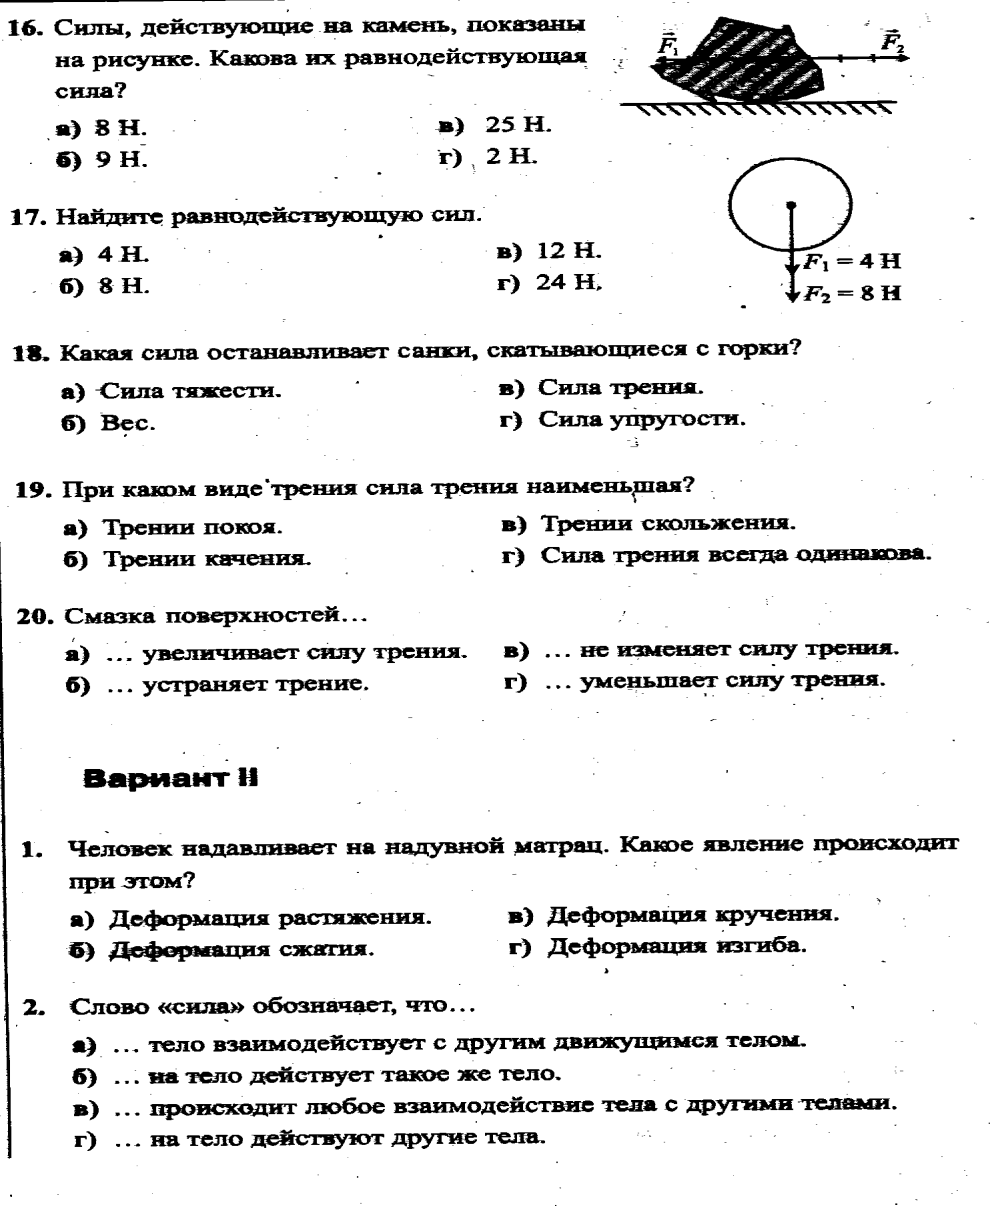 16. Силы, действующие на камень, показаны
на рисунке. Какова их равнодействующая
сила?
а) 8 Н.
в) 25 Н.
б) 9 Н.
г) 2 Н.
F₁
F₂
17. Найдите равнодействующую сил.
а) 4 Н.
в) 12 Н.
б) 8 Н.
г) 24 Н.
F₁ = 4 Н
F₂ = 8 Н
18. Какая сила останавливает санки, скатывающиеся с горки?
а) Сила тяжести.
в) Сила трения.
б) Вес.
г) Сила упругости.
19. При каком виде трения сила трения наименьшая?
а) Трении покоя.
в) Трении скольжения.
б) Трении качения.
г) Сила трения всегда одинакова.
20. Смазка поверхностей...
а) ... увеличивает силу трения.
в) ... не изменяет силу трения.
б) ... устраняет трение.
г) ... уменьшает силу трения.
Вариант II
1. Человек надавливает на надувной матрац. Какое явление происходит
при этом?
а) Деформация растяжения.
в) Деформация кручения.
б) Деформация сжатия.
г) Деформация изгиба.
2. Слово «сила» обозначает, что...
а) ... тело взаимодействует с другим движущимся телом.
б) ... на тело действует такое же тело.
в) ... происходит любое взаимодействие тела с другими телами.
г) ... на тело действуют другие тела.